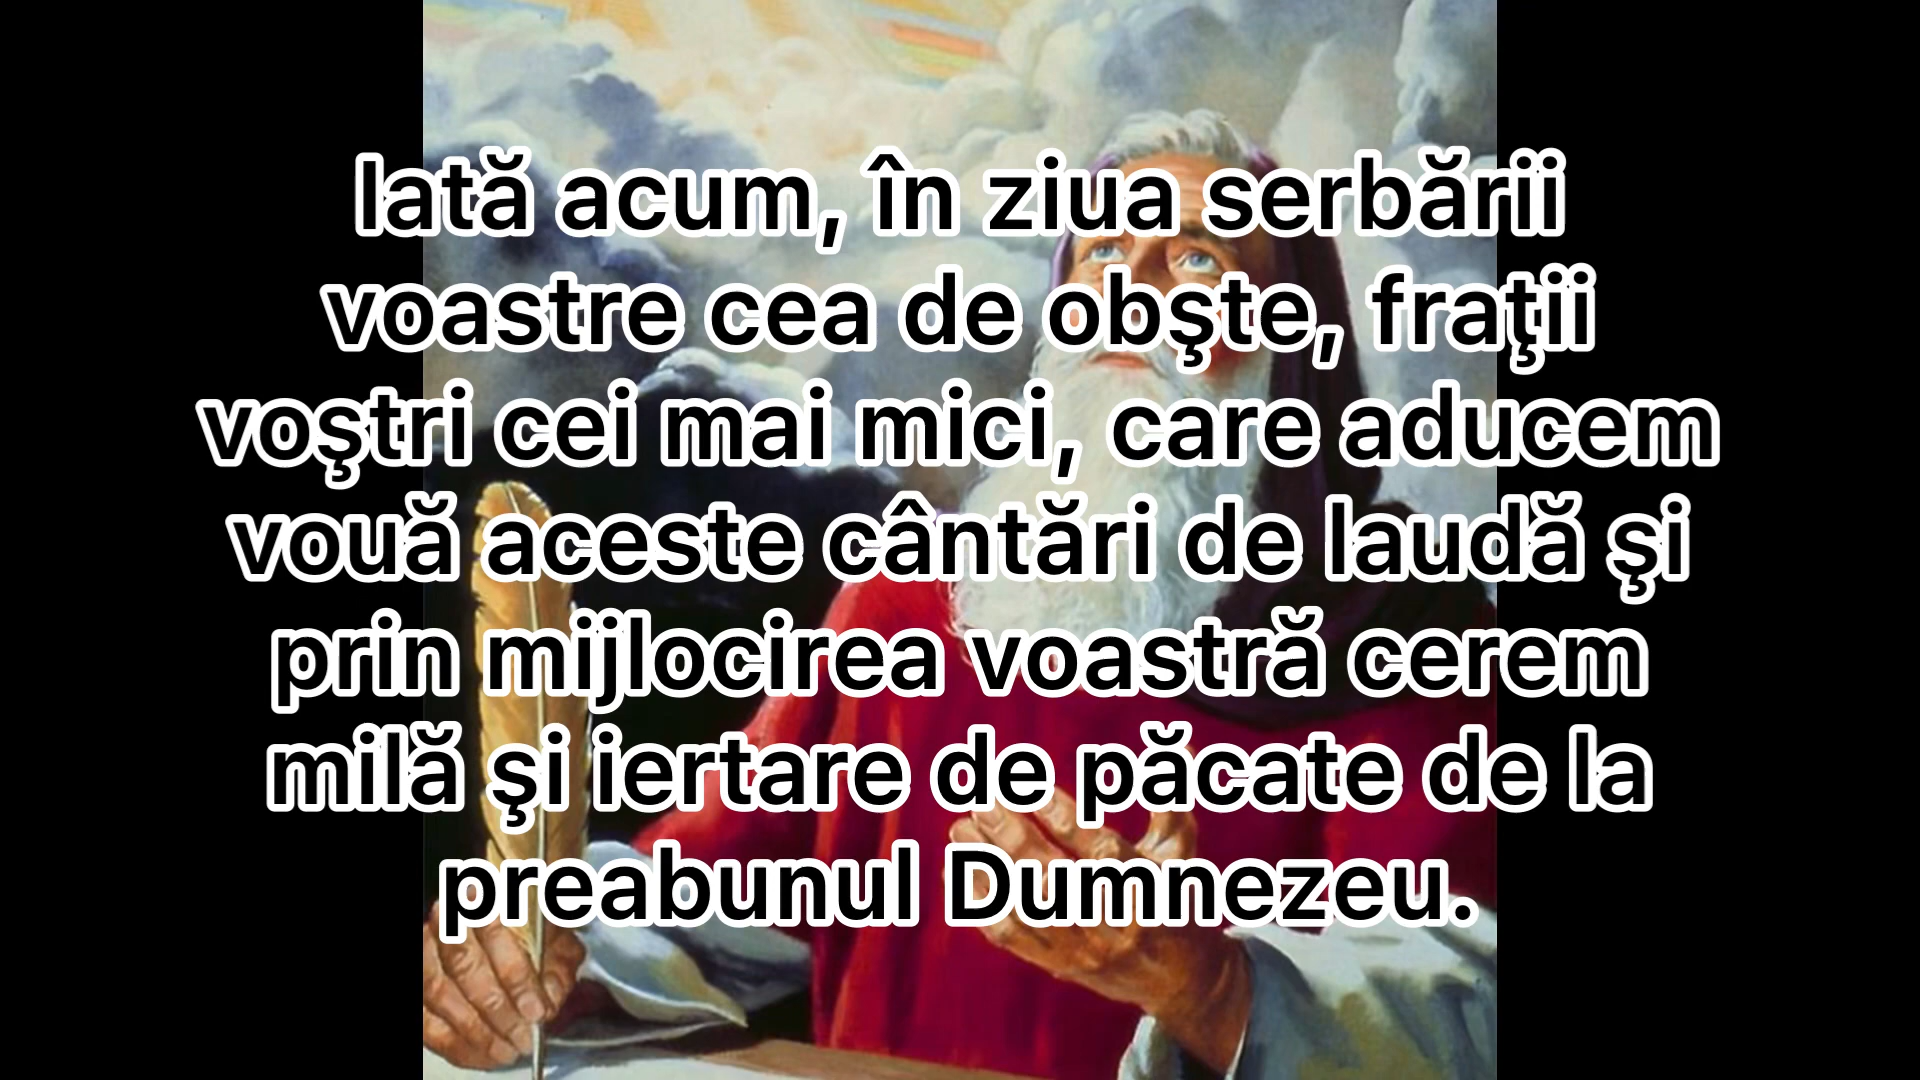 Iată acum, în ziua serbării
voastre cea de obşte, fraţii
voştri cei mai mici, care aducem
vouă aceste cântări de laudă şi
prin mijlocirea voastră cerem
milă şi iertare de păcate de la
preabunul Dumnezeu.